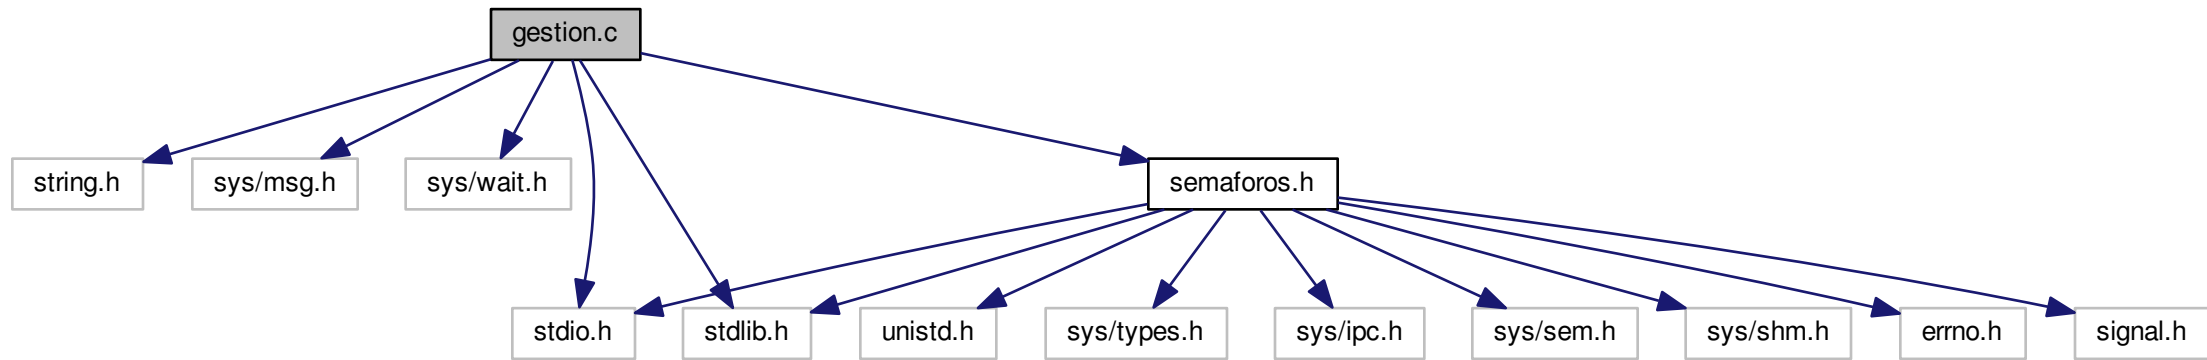 gestion.c
string.h
sys/msg.h
sys/wait.h
semaforos.h
stdio.h
stdlib.h
unistd.h
sys/types.h
sys/ipc.h
sys/sem.h
sys/shm.h
errno.h
signal.h